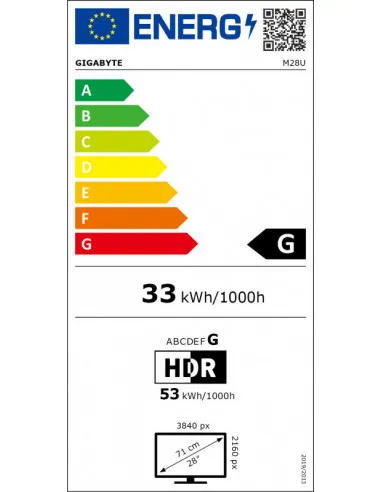 ENERG
GIGABYTE M28U
A
B
C
D
E
F
G
G
33 kWh/1000h
ABCDEF G
HDR
53 kWh/1000h
3840 px
71 cm
28"
2160 px
2019/2013